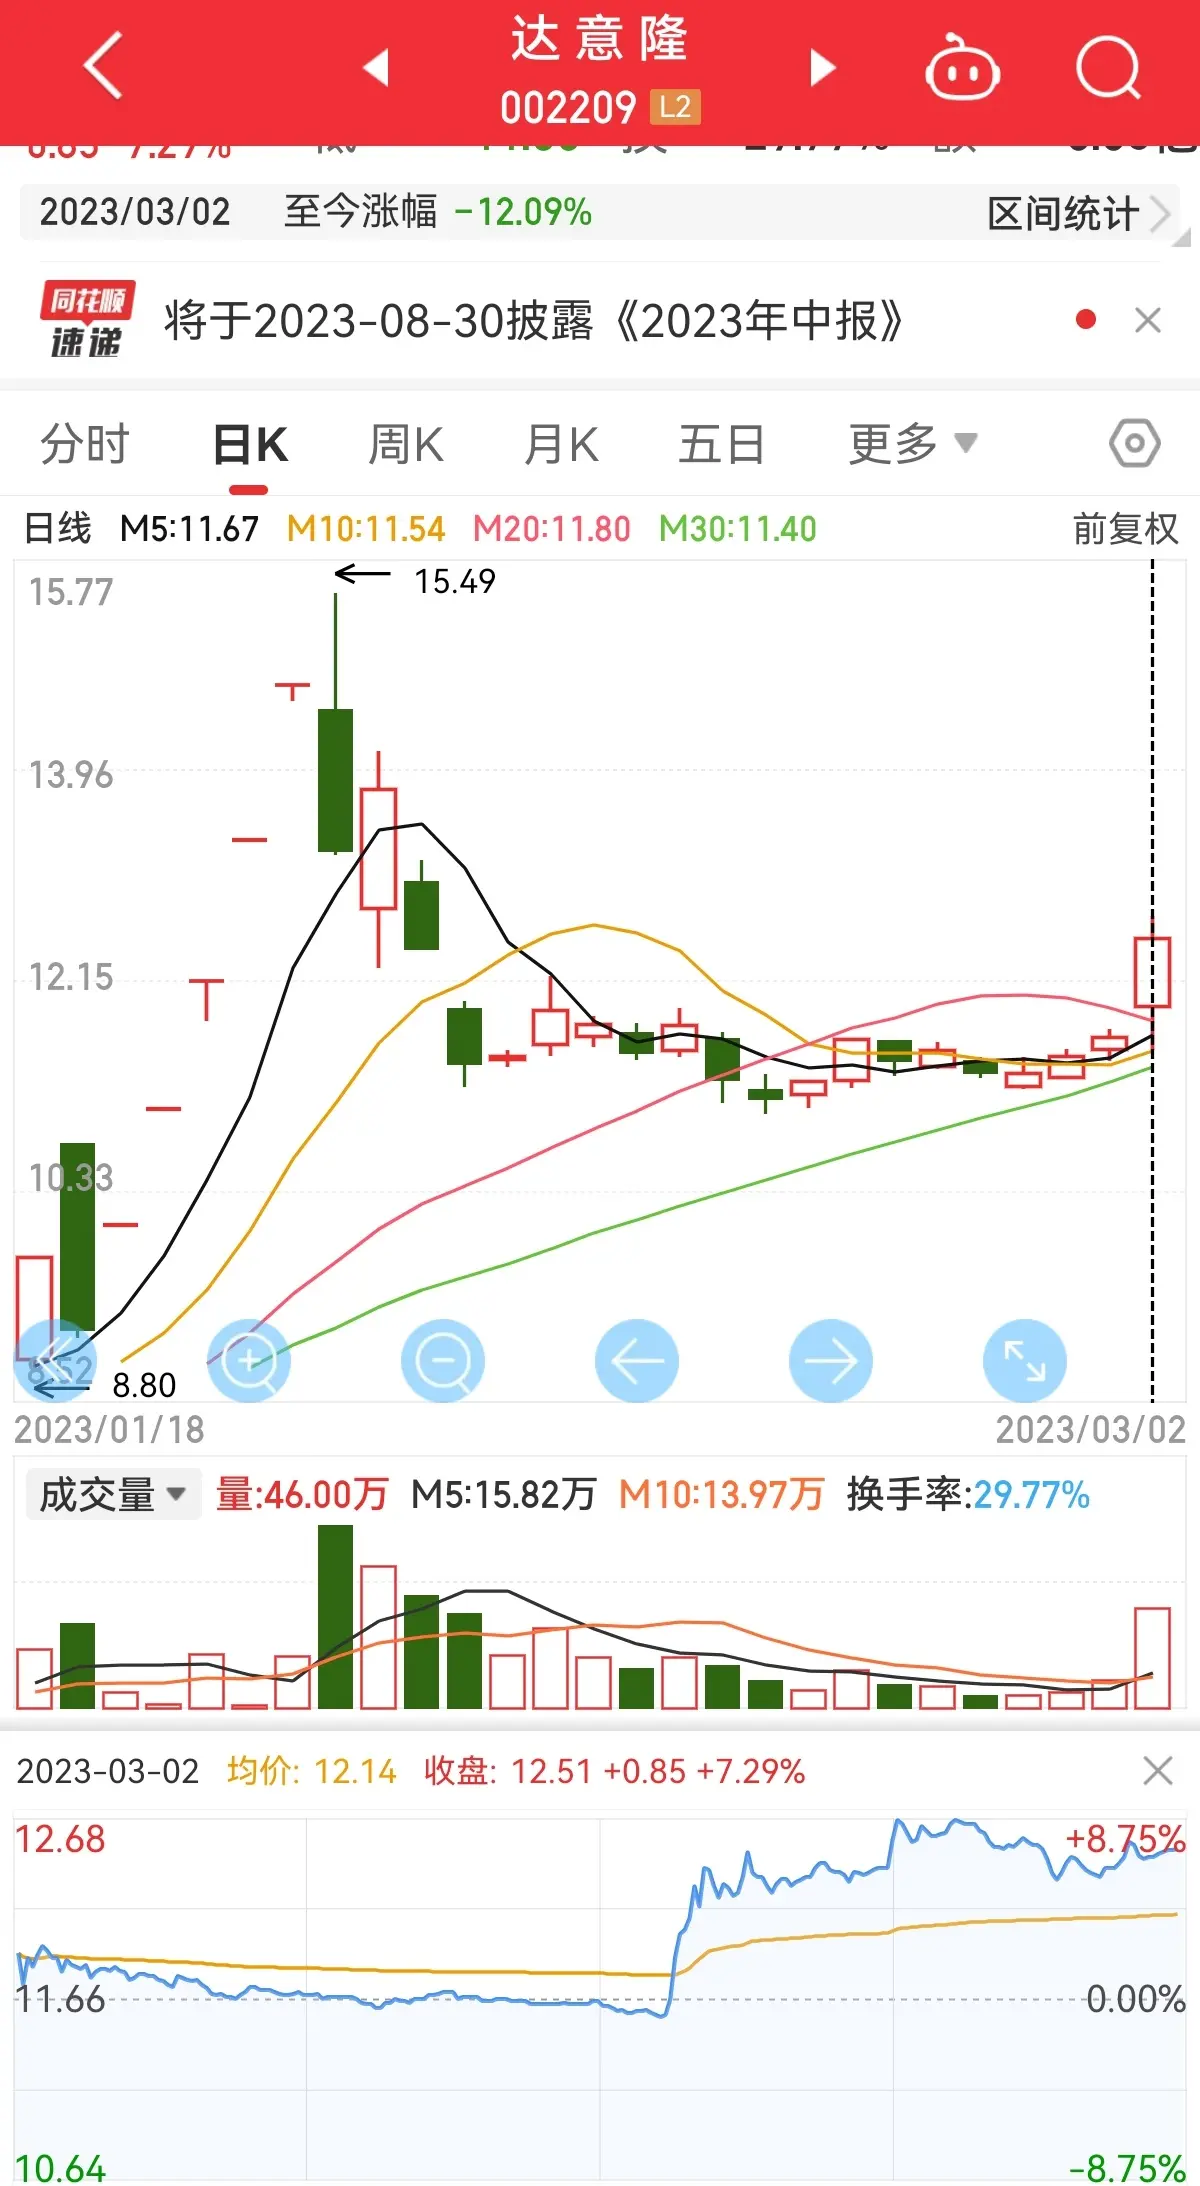 达意隆
002209 L2
2023/03/02 至今涨幅 -12.09% 区间统计
同花顺
速递
将于2023-08-30披露《2023年中报》
分时 日K 周K 月K 五日 更多
日线 M5:11.67 M10:11.54 M20:11.80 M30:11.40 前复权
15.77
15.49
13.96
12.15
10.33
8.52
8.80
2023/01/18 2023/03/02
成交量 量:46.00万 M5:15.82万 M10:13.97万 换手率:29.77%
2023-03-02 均价: 12.14 收盘: 12.51 +0.85 +7.29%
12.68 +8.75%
11.66 0.00%
10.64 -8.75%